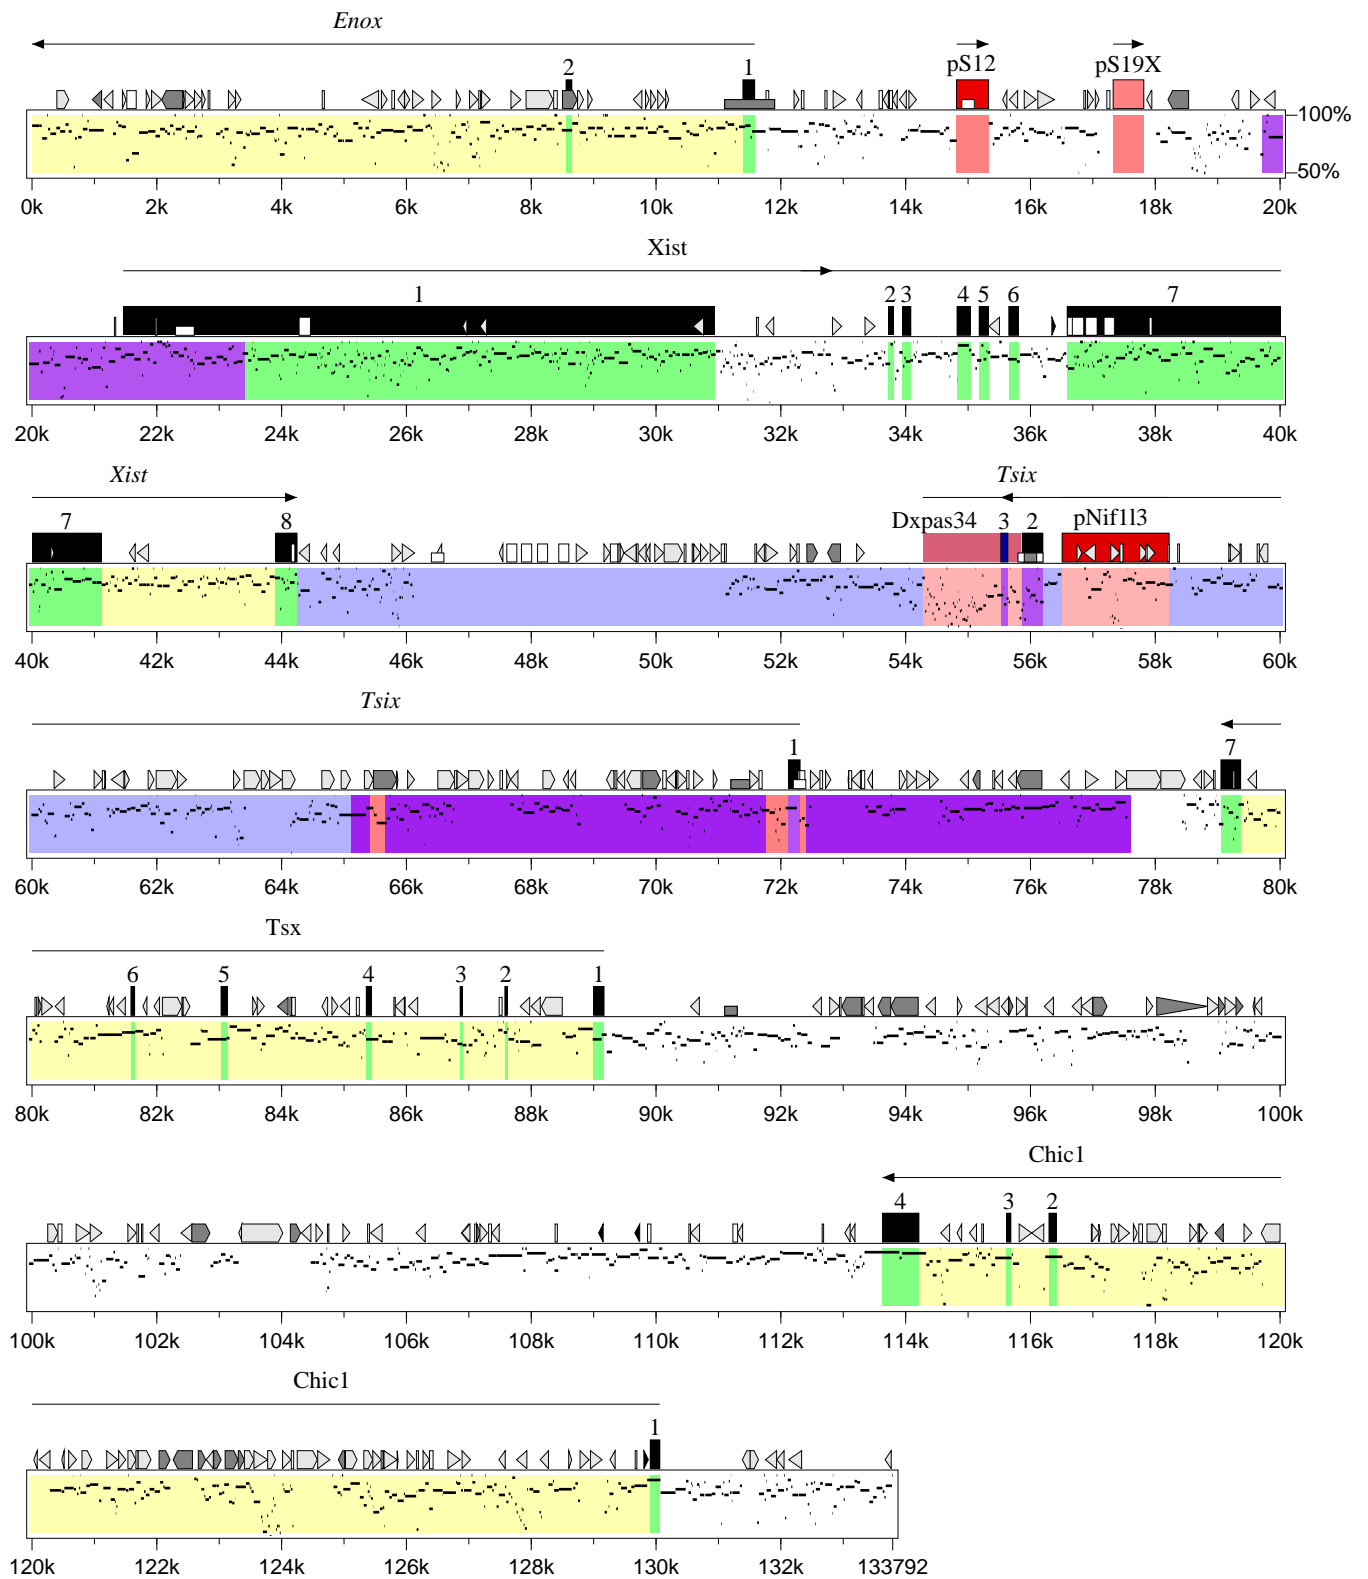 Enox
2 1 pS12 pS19X
100%
50%
0k 2k 4k 6k 8k 10k 12k 14k 16k 18k 20k
Xist
1 2 3 4 5 6 7
20k 22k 24k 26k 28k 30k 32k 34k 36k 38k 40k
Xist Tsix
7 8 Dxpas34 3 2 pNif1l3
40k 42k 44k 46k 48k 50k 52k 54k 56k 58k 60k
Tsix
1 7
60k 62k 64k 66k 68k 70k 72k 74k 76k 78k 80k
Tsx
6 5 4 3 2 1
80k 82k 84k 86k 88k 90k 92k 94k 96k 98k 100k
Chic1
4 3 2
100k 102k 104k 106k 108k 110k 112k 114k 116k 118k 120k
Chic1
1
120k 122k 124k 126k 128k 130k 132k 133792